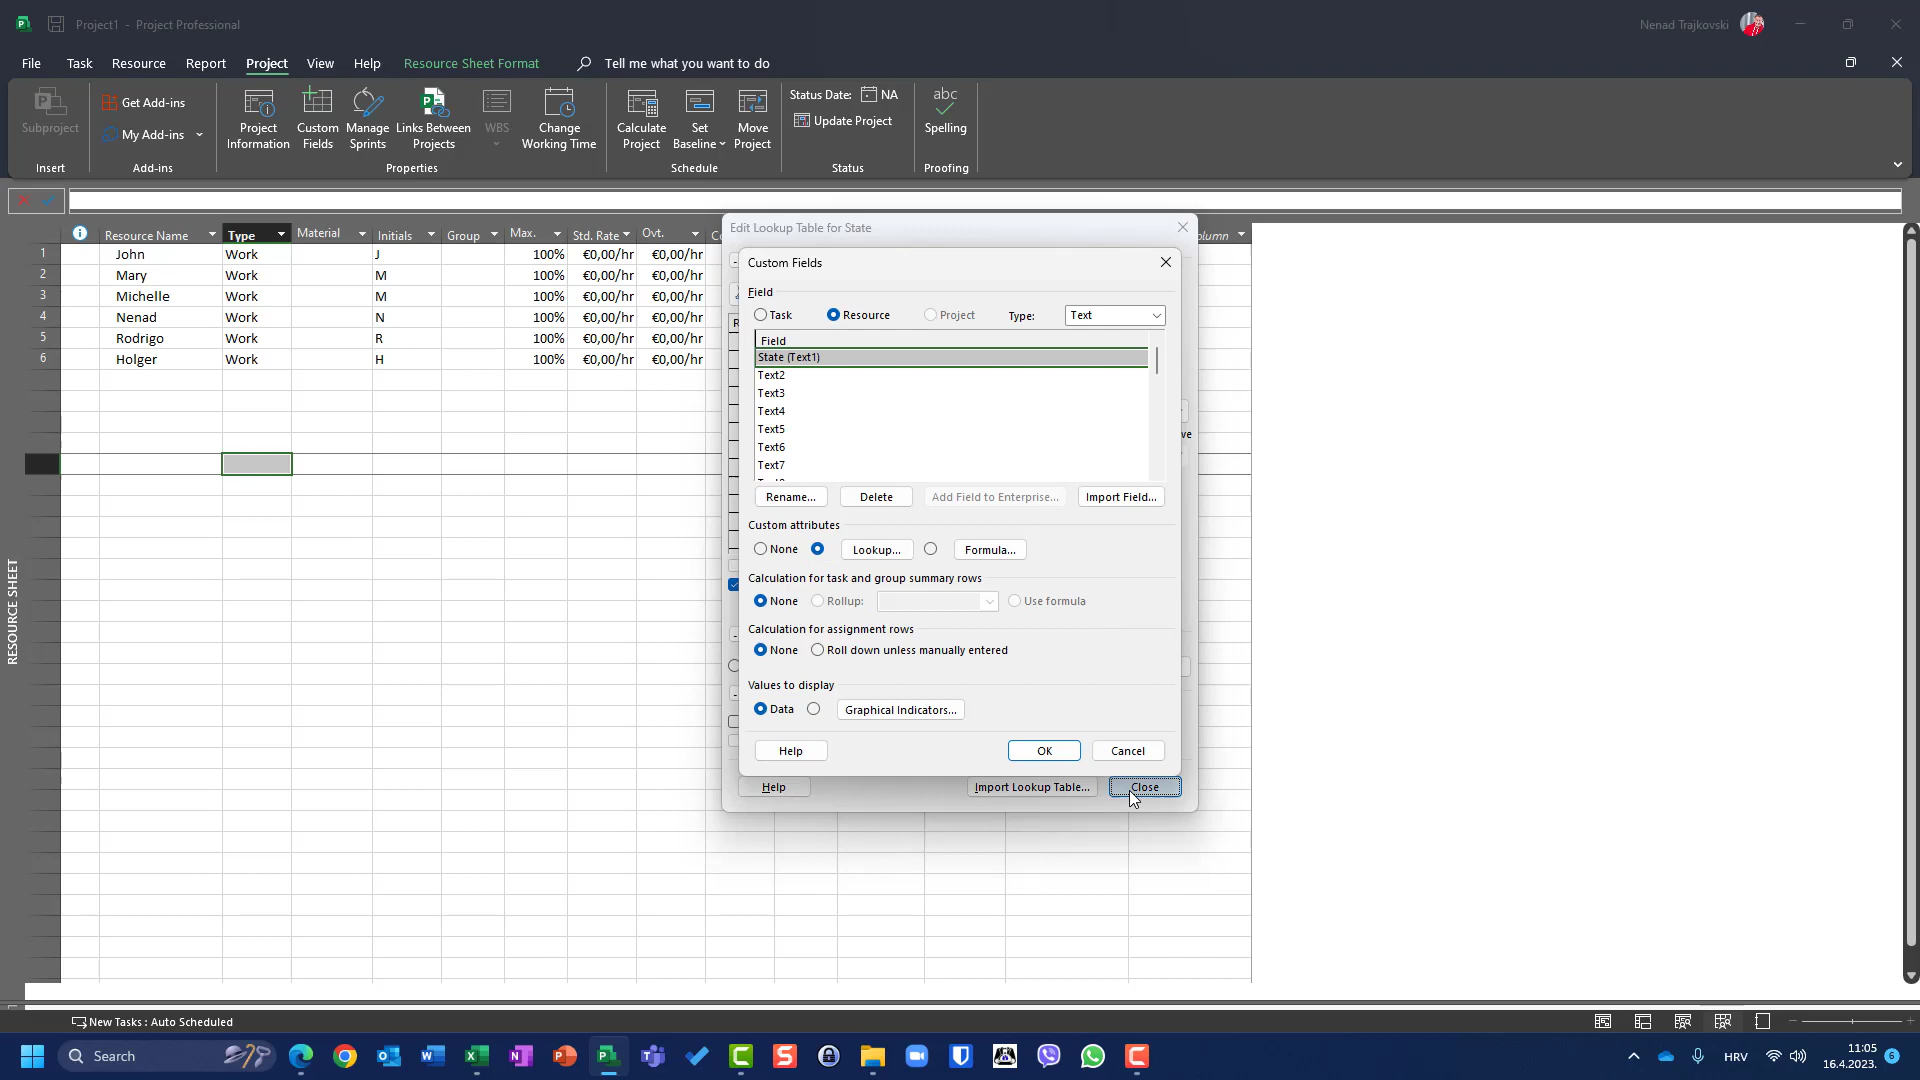 Project1 - Project Professional
Nenad Trajkovski
File Task Resource Report Project View Help Resource Sheet Format Tell me what you want to do
Subproject
Get Add-ins
My Add-ins
Project Information
Custom Fields
Manage Sprints
Links Between Projects
WBS
Change Working Time
Calculate Project
Set Baseline
Move Project
Status Date: NA
Update Project
abc
Spelling
Insert Add-ins Properties Schedule Status Proofing
Resource Name Type Material Initials Group Max. Std. Rate Ovt.
1 John Work J 100% €0,00/hr €0,00/hr
2 Mary Work M 100% €0,00/hr €0,00/hr
3 Michelle Work M 100% €0,00/hr €0,00/hr
4 Nenad Work N 100% €0,00/hr €0,00/hr
5 Rodrigo Work R 100% €0,00/hr €0,00/hr
6 Holger Work H 100% €0,00/hr €0,00/hr
RESOURCE SHEET
Edit Lookup Table for State
Custom Fields
Field
Task Resource Project Type: Text
Field
State (Text1)
Text2
Text3
Text4
Text5
Text6
Text7
Rename... Delete Add Field to Enterprise... Import Field...
Custom attributes
None Lookup... Formula...
Calculation for task and group summary rows
None Rollup: Use formula
Calculation for assignment rows
None Roll down unless manually entered
Values to display
Data Graphical Indicators...
Help OK Cancel
Help Import Lookup Table... Close
New Tasks : Auto Scheduled
Search
HRV
11:05
16.4.2023.
6